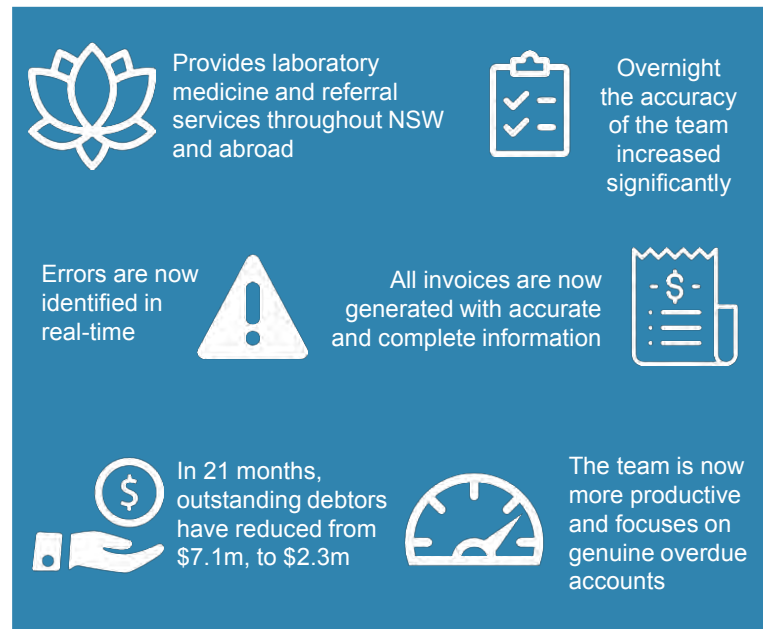 Provides laboratory
medicine and referral
services throughout NSW
and abroad
Overnight
the accuracy
of the team
increased
significantly
Errors are now
identified in
real-time
All invoices are now
generated with accurate
and complete information
-$-
$
In 21 months,
outstanding debtors
have reduced from
$7.1m, to $2.3m
The team is now
more productive
and focuses on
genuine overdue
accounts